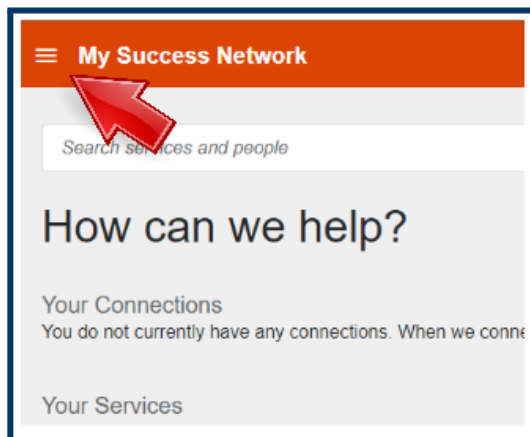 My Success Network
Search services and people
How can we help?
Your Connections
You do not currently have any connections. When we conne
Your Services